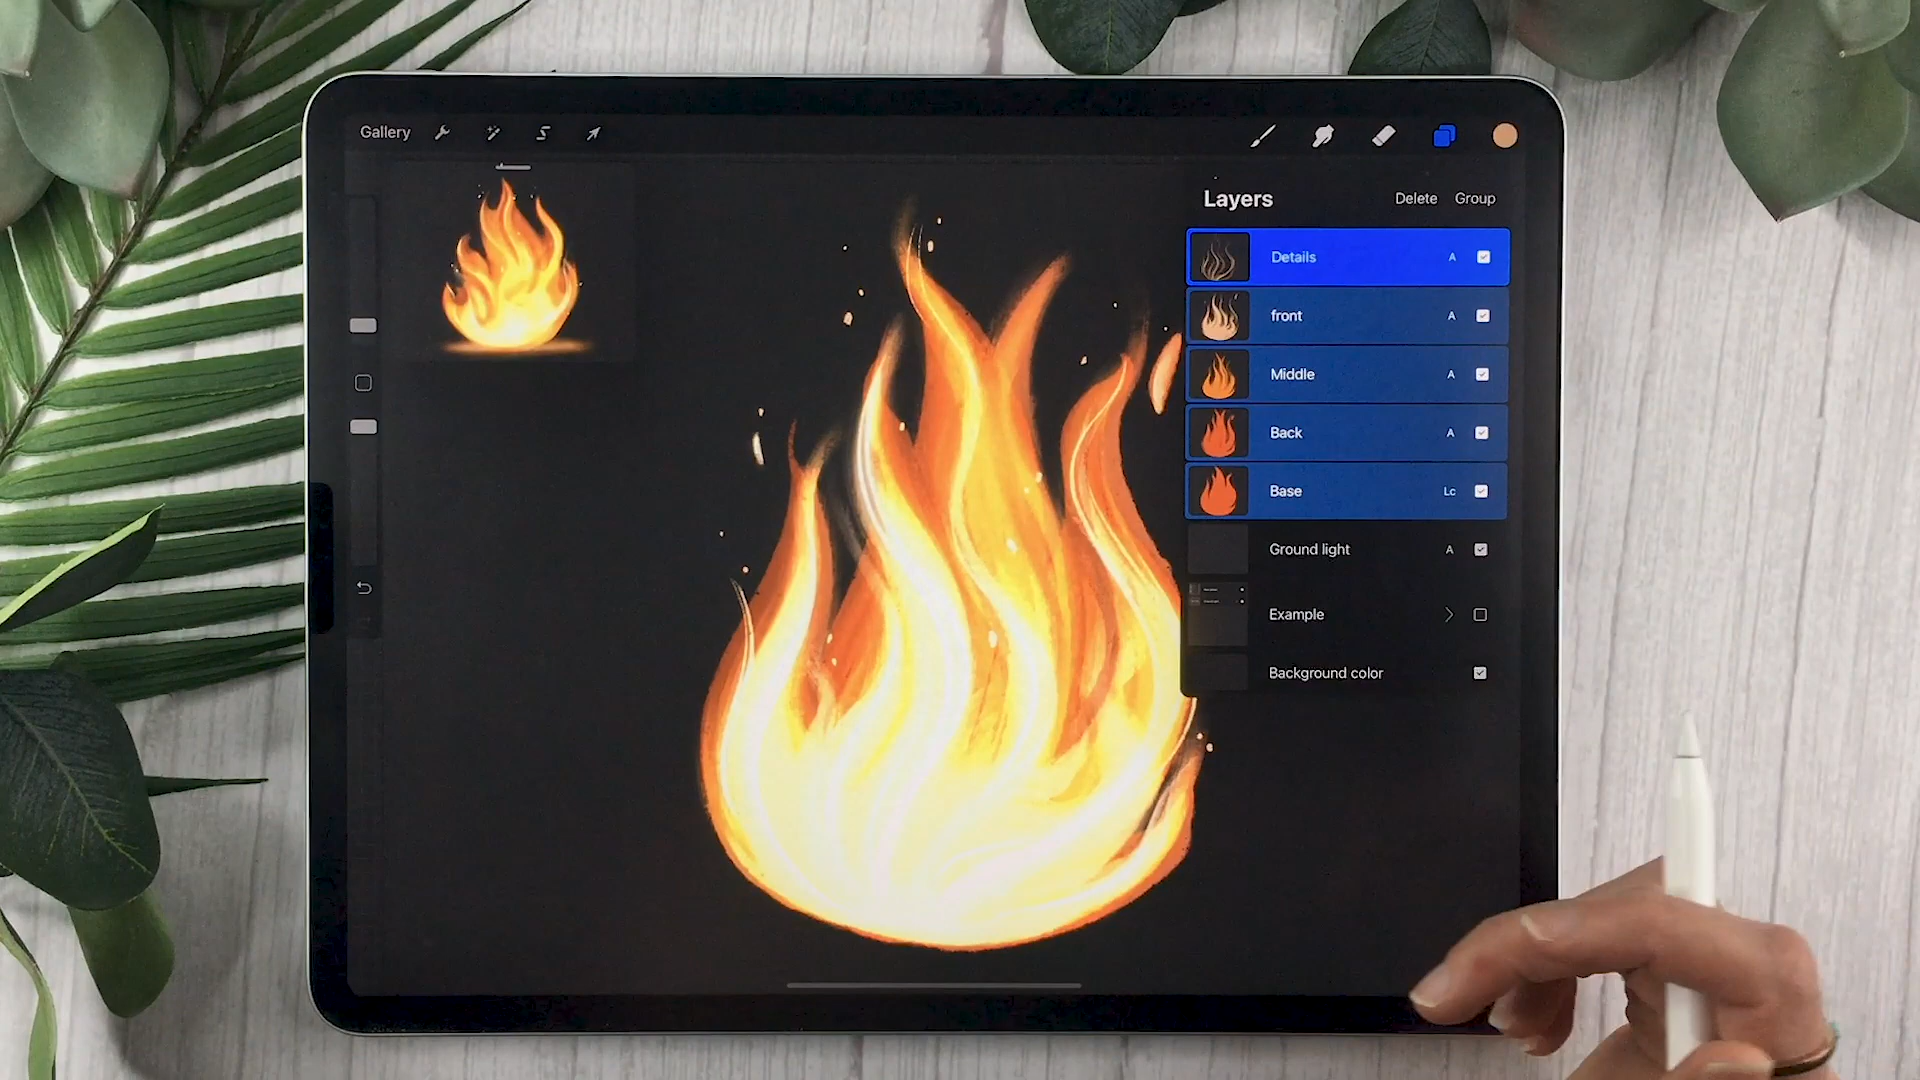 Gallery
Layers Delete Group
Details A
front A
Middle A
Back A
Base Lc
Ground light A
Example
Background color